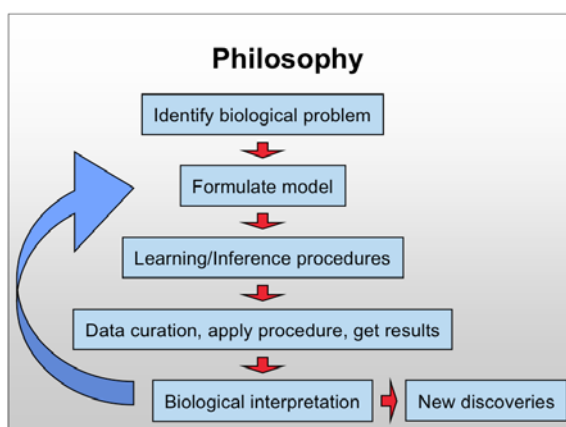 Philosophy
Identify biological problem
Formulate model
Learning/Inference procedures
Data curation, apply procedure, get results
Biological interpretation
New discoveries